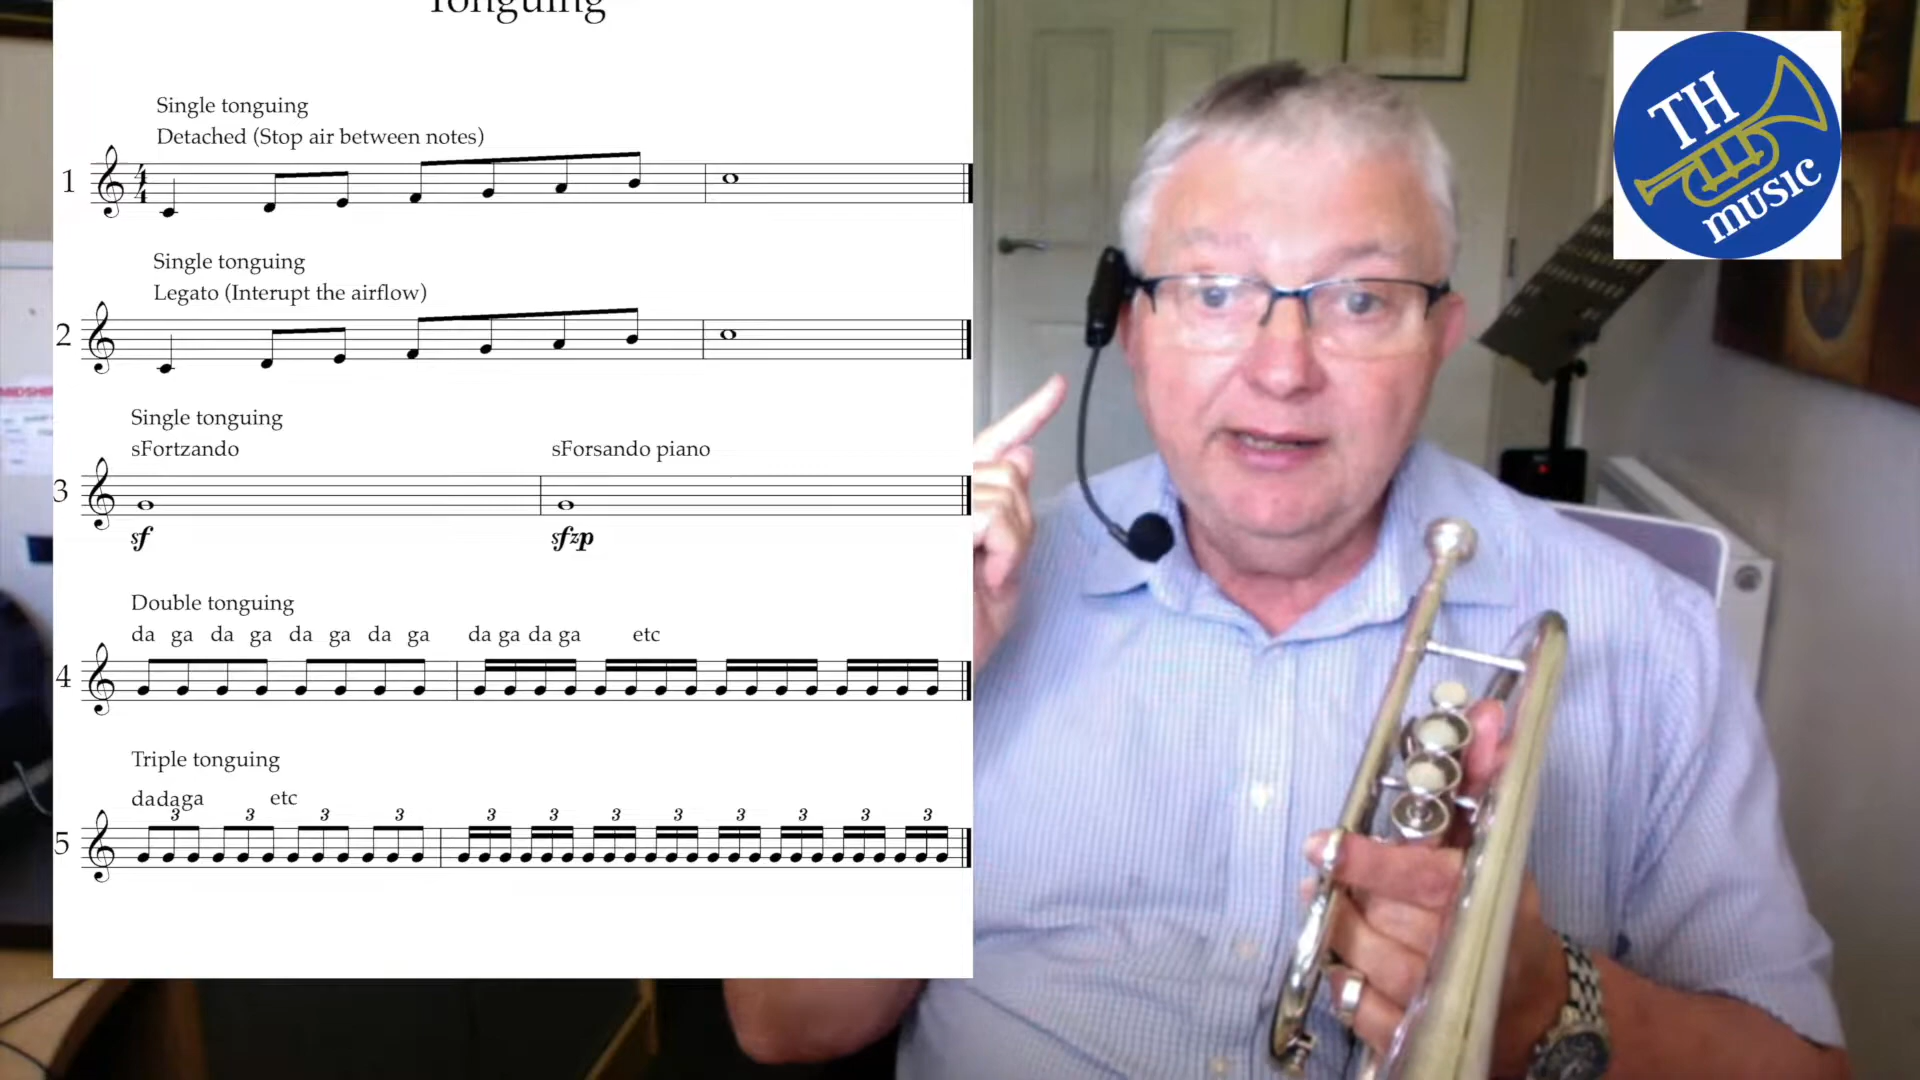 Tonguing
Single tonguing
Detached (Stop air between notes)
1
4
4
Single tonguing
Legato (Interupt the airflow)
2
Single tonguing
sFortzando sForsando piano
3
sf sfzp
Double tonguing
da ga da ga da ga da ga da ga da ga etc
4
Triple tonguing
dadaga etc
3 3 3 3 3 3 3 3 3 3 3 3
5
TH
music